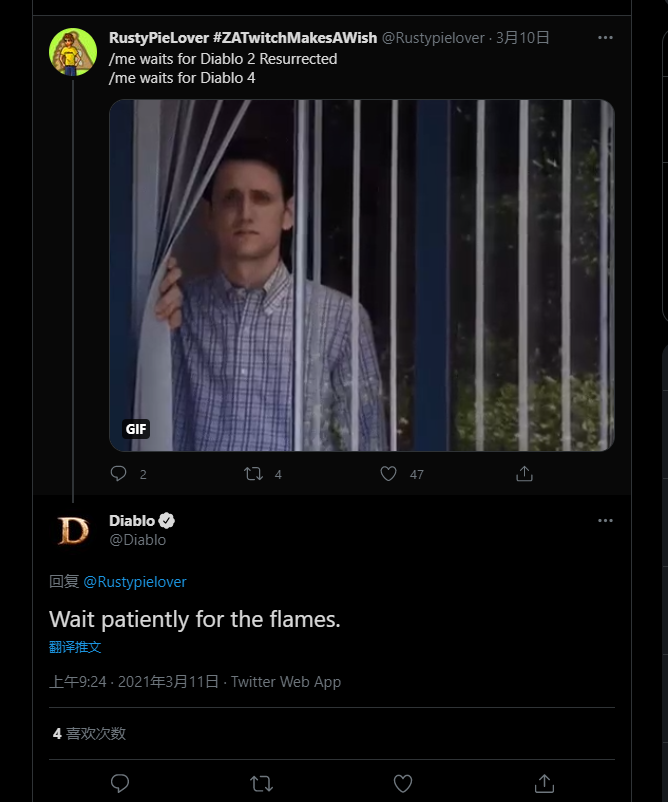 RustyPieLover #ZATwitchMakesAWish @Rustypielover · 3月10日
/me waits for Diablo 2 Resurrected
/me waits for Diablo 4
GIF
2 4 47
D
Diablo
@Diablo
回复 @Rustypielover
Wait patiently for the flames.
翻译推文
上午9:24 · 2021年3月11日 · Twitter Web App
4 喜欢次数